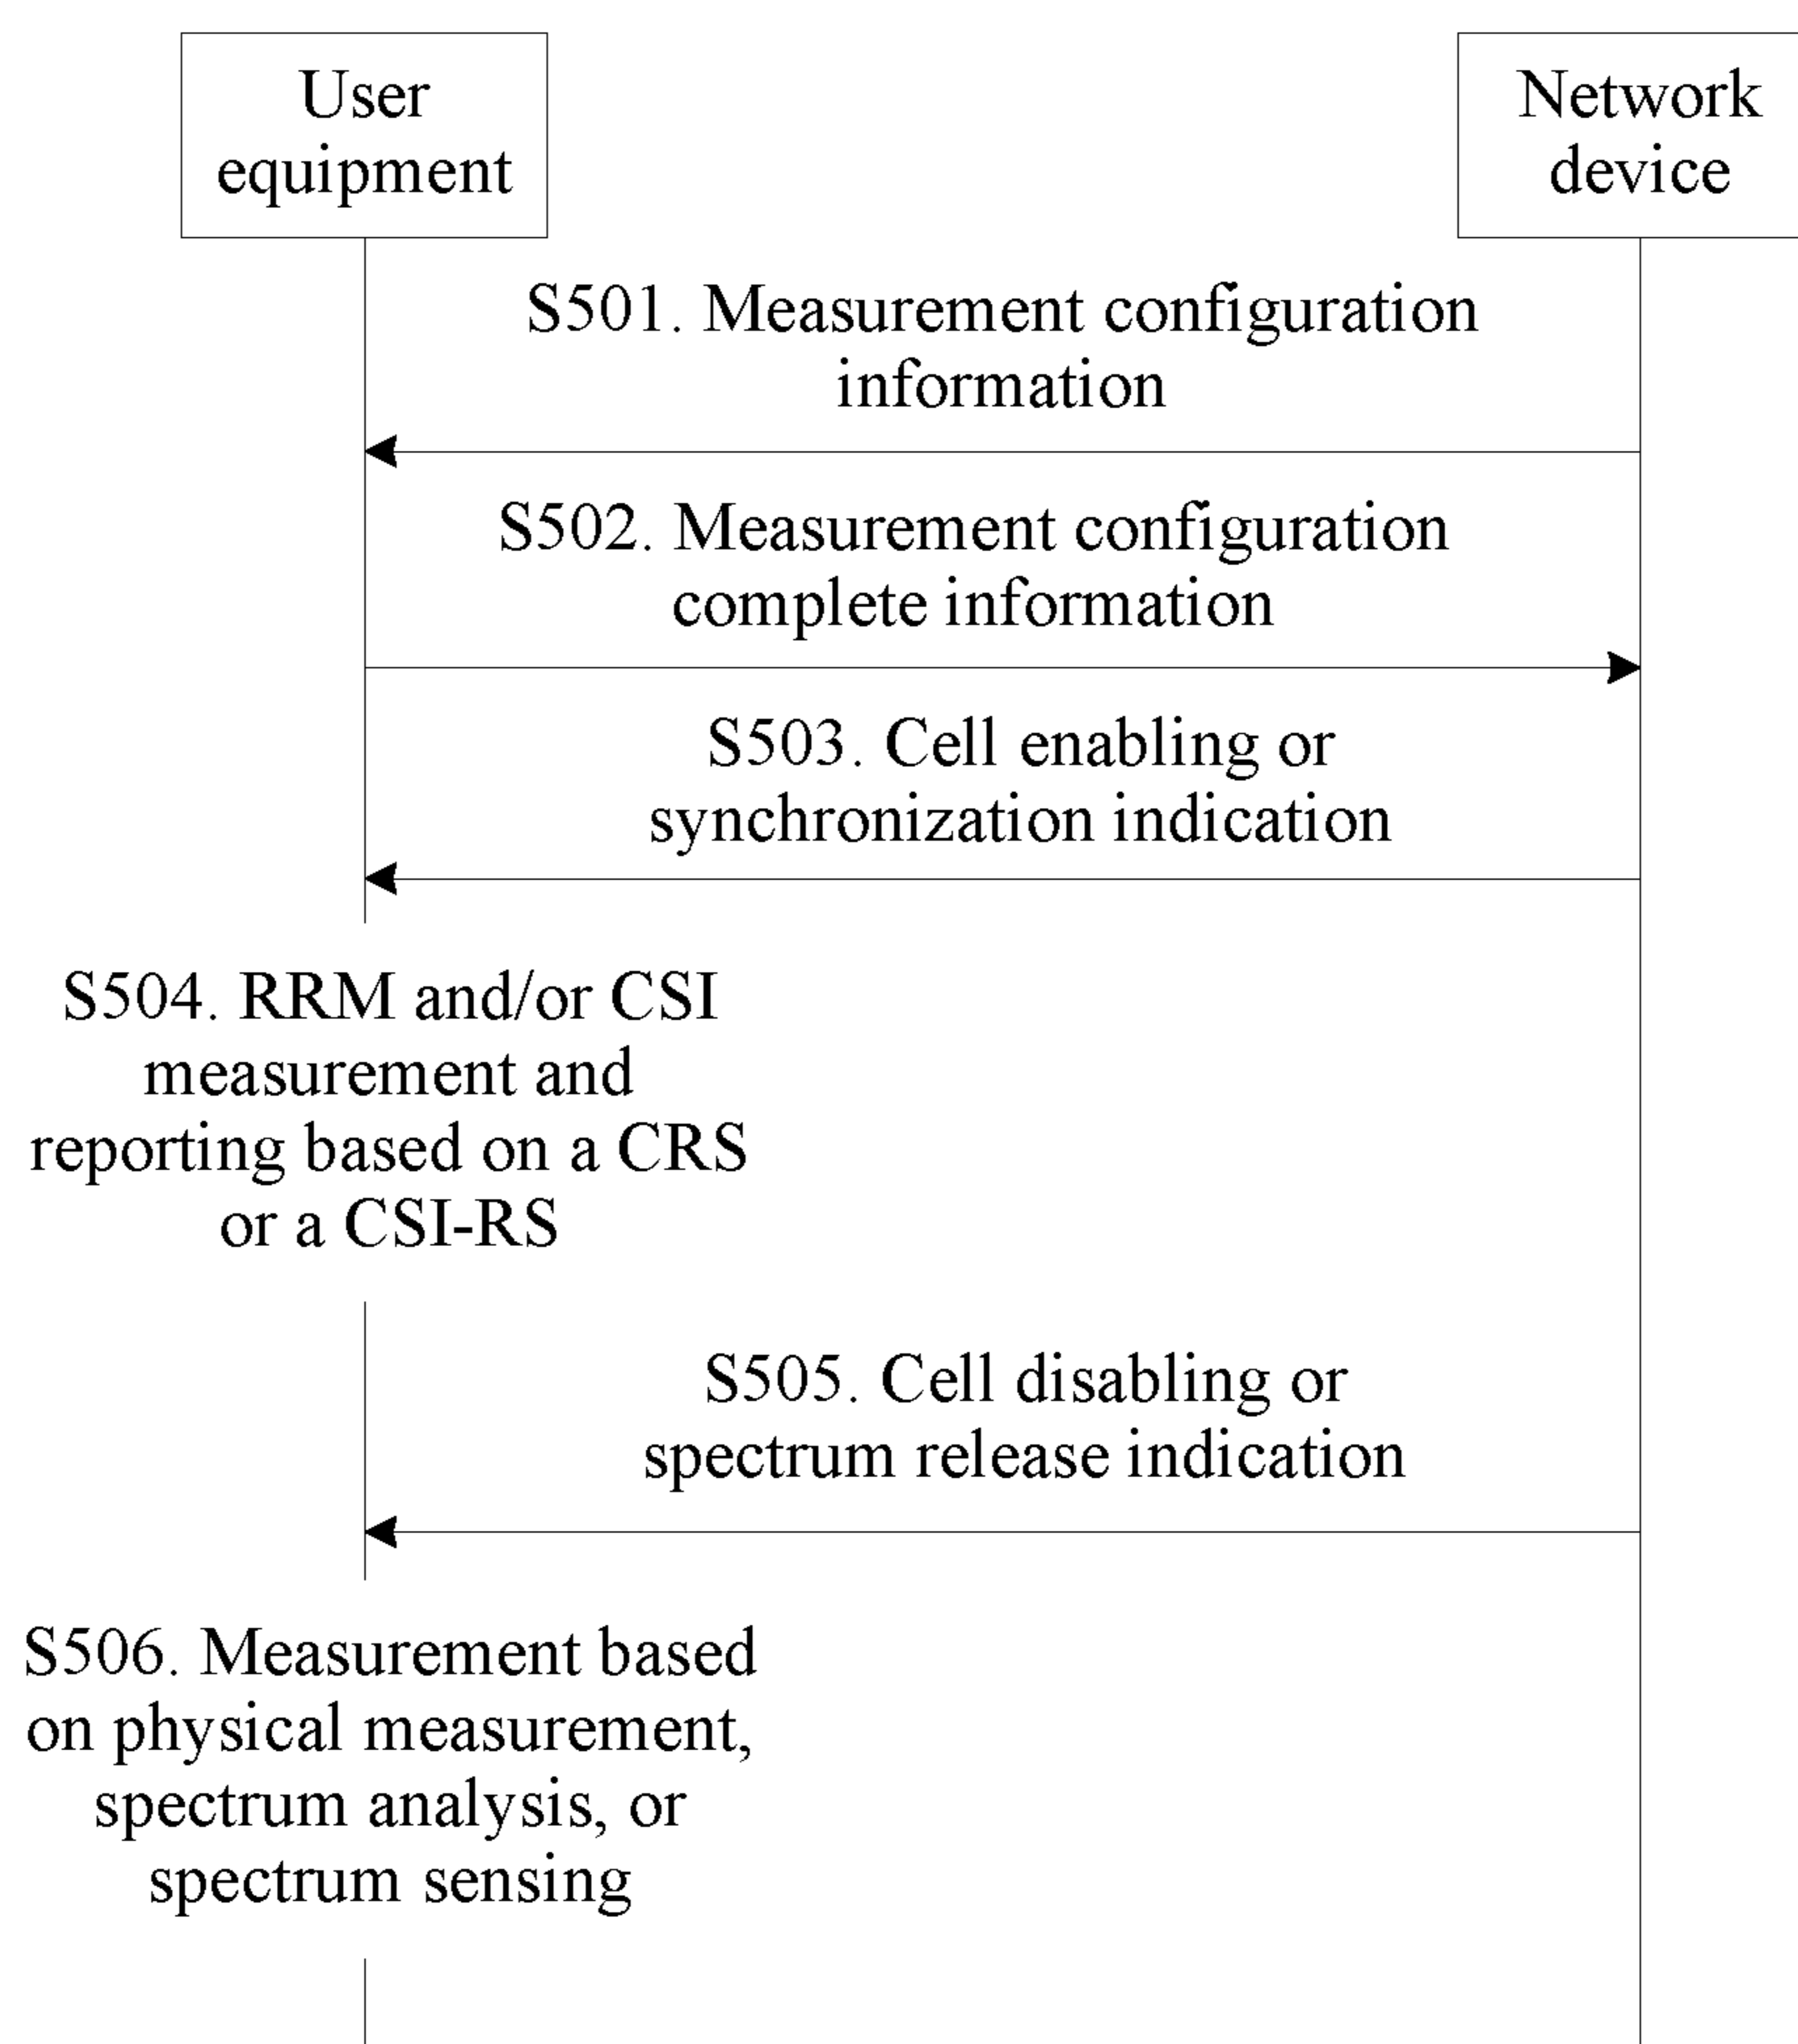 User
equipment
Network
device
S501. Measurement configuration
information
S502. Measurement configuration
complete information
S503. Cell enabling or
synchronization indication
S504. RRM and/or CSI
measurement and
reporting based on a CRS
or a CSI-RS
S505. Cell disabling or
spectrum release indication
S506. Measurement based
on physical measurement,
spectrum analysis, or
spectrum sensing